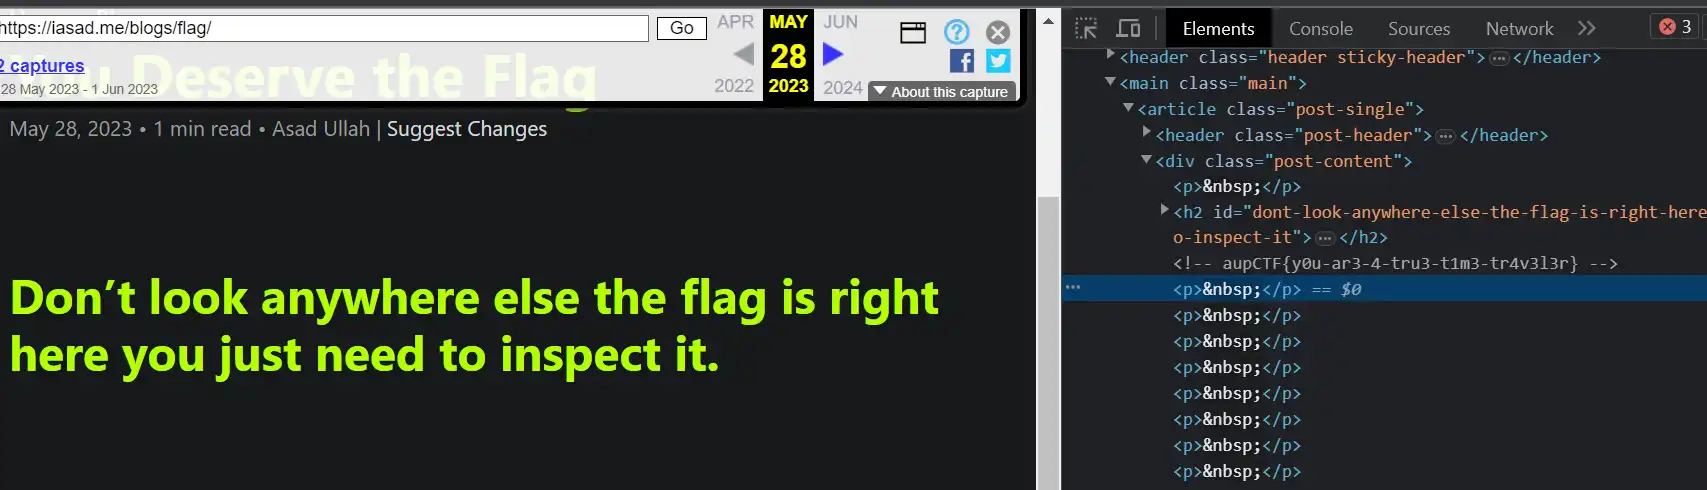 https://iasad.me/blogs/flag/
Go
APR
MAY
JUN
2 captures
28
28 May 2023 - 1 Jun 2023
2022
2023
2024
About this capture
You Deserve the Flag
May 28, 2023 • 1 min read • Asad Ullah | Suggest Changes
Don’t look anywhere else the flag is right
here you just need to inspect it.
Elements
Console
Sources
Network
3
<header class="header sticky-header">…</header>
<main class="main">
<article class="post-single">
<header class="post-header">…</header>
<div class="post-content">
<p>&nbsp;</p>
<h2 id="dont-look-anywhere-else-the-flag-is-right-here
o-inspect-it">…</h2>
<!-- aupCTF{y0u-ar3-4-tru3-t1m3-tr4v3l3r} -->
<p>&nbsp;</p> == $0
<p>&nbsp;</p>
<p>&nbsp;</p>
<p>&nbsp;</p>
<p>&nbsp;</p>
<p>&nbsp;</p>
<p>&nbsp;</p>
<p>&nbsp;</p>